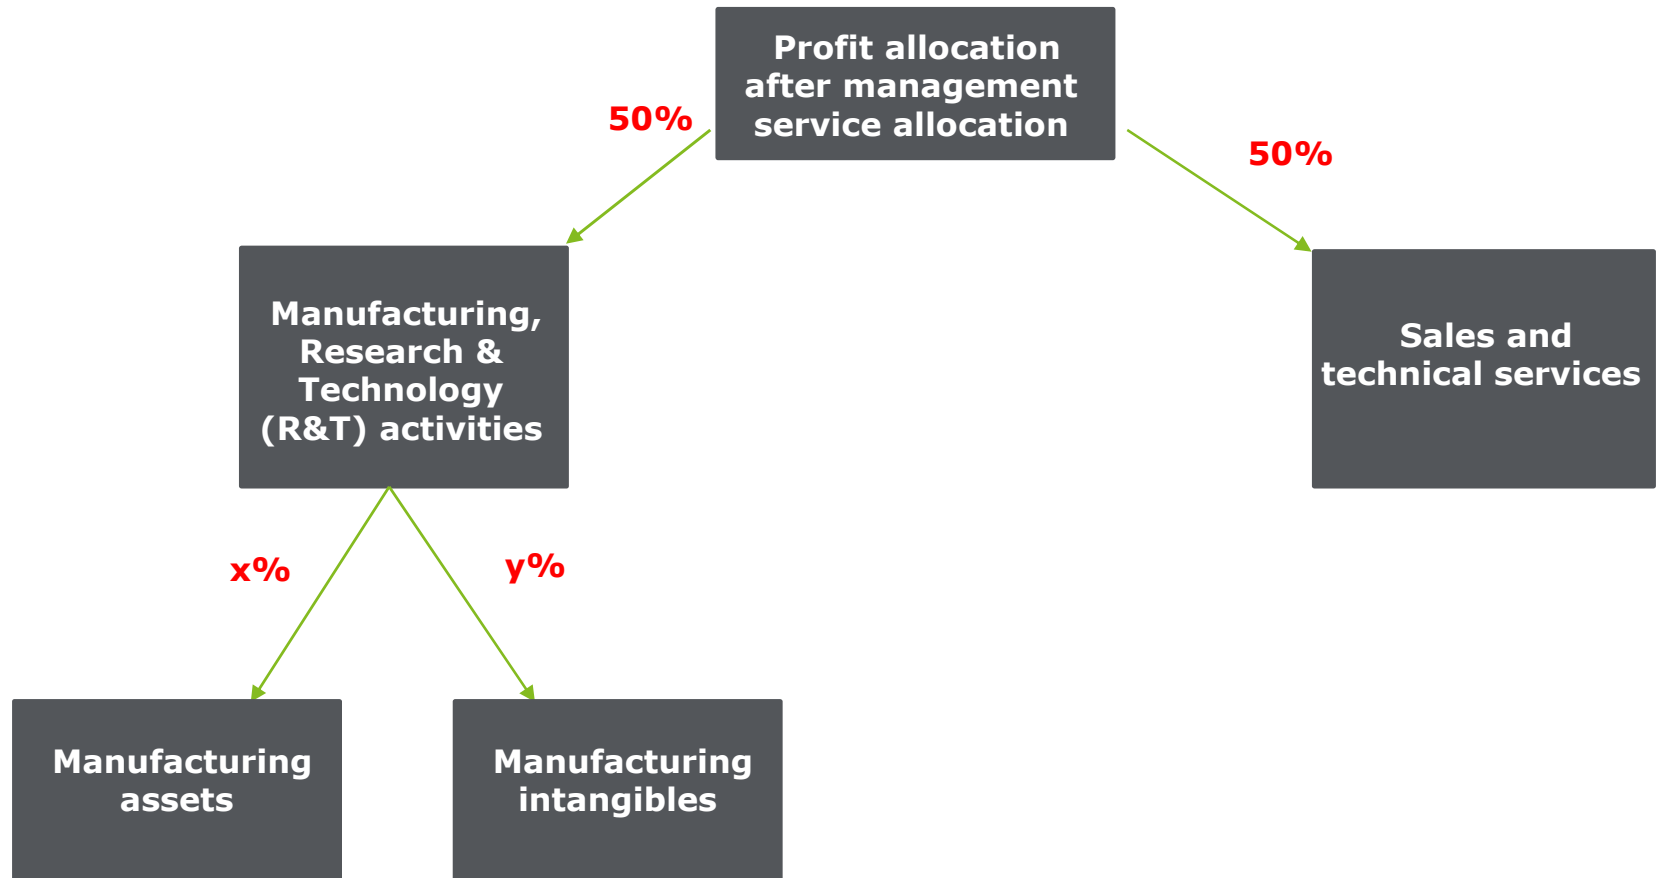 Profit allocation
after management
service allocation
50%
50%
Manufacturing,
Research &
Technology
(R&T) activities
Sales and
technical services
x%
y%
Manufacturing
assets
Manufacturing
intangibles